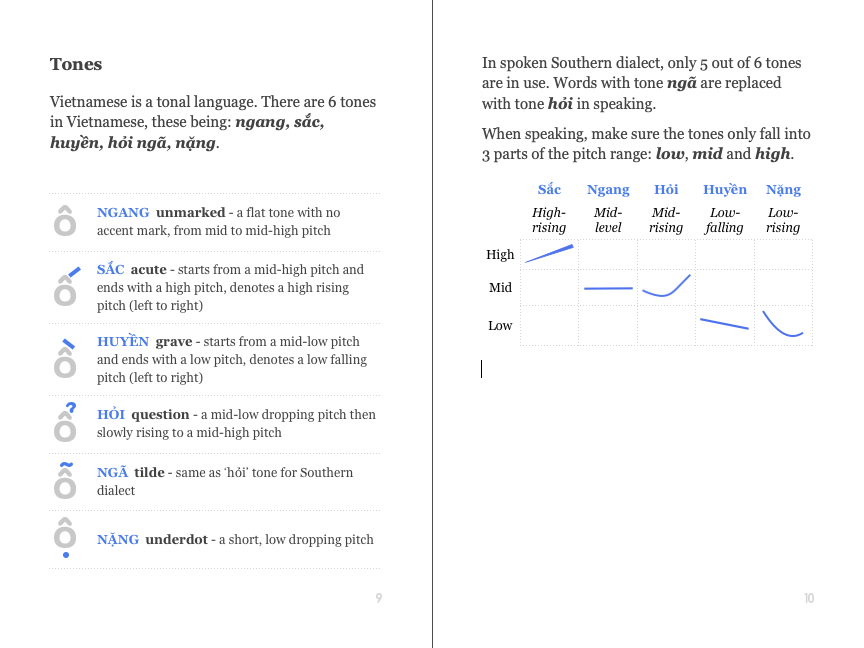 Tones
Vietnamese is a tonal language. There are 6 tones
in Vietnamese, these being: ngang, sắc,
huyền, hỏi ngã, nặng.
ô
NGANG unmarked - a flat tone with no
accent mark, from mid to mid-high pitch
ố
SẮC acute - starts from a mid-high pitch and
ends with a high pitch, denotes a high rising
pitch (left to right)
ồ
HUYỀN grave - starts from a mid-low pitch
and ends with a low pitch, denotes a low falling
pitch (left to right)
ổ
HỎI question - a mid-low dropping pitch then
slowly rising to a mid-high pitch
ỗ
NGÃ tilde - same as ‘hỏi’ tone for Southern
dialect
ộ
NẶNG underdot - a short, low dropping pitch
9
In spoken Southern dialect, only 5 out of 6 tones
are in use. Words with tone ngã are replaced
with tone hỏi in speaking.
When speaking, make sure the tones only fall into
3 parts of the pitch range: low, mid and high.
Sắc Ngang Hỏi Huyền Nặng
High- Mid- Mid- Low- Low-
rising level rising falling rising
High
Mid
Low
10